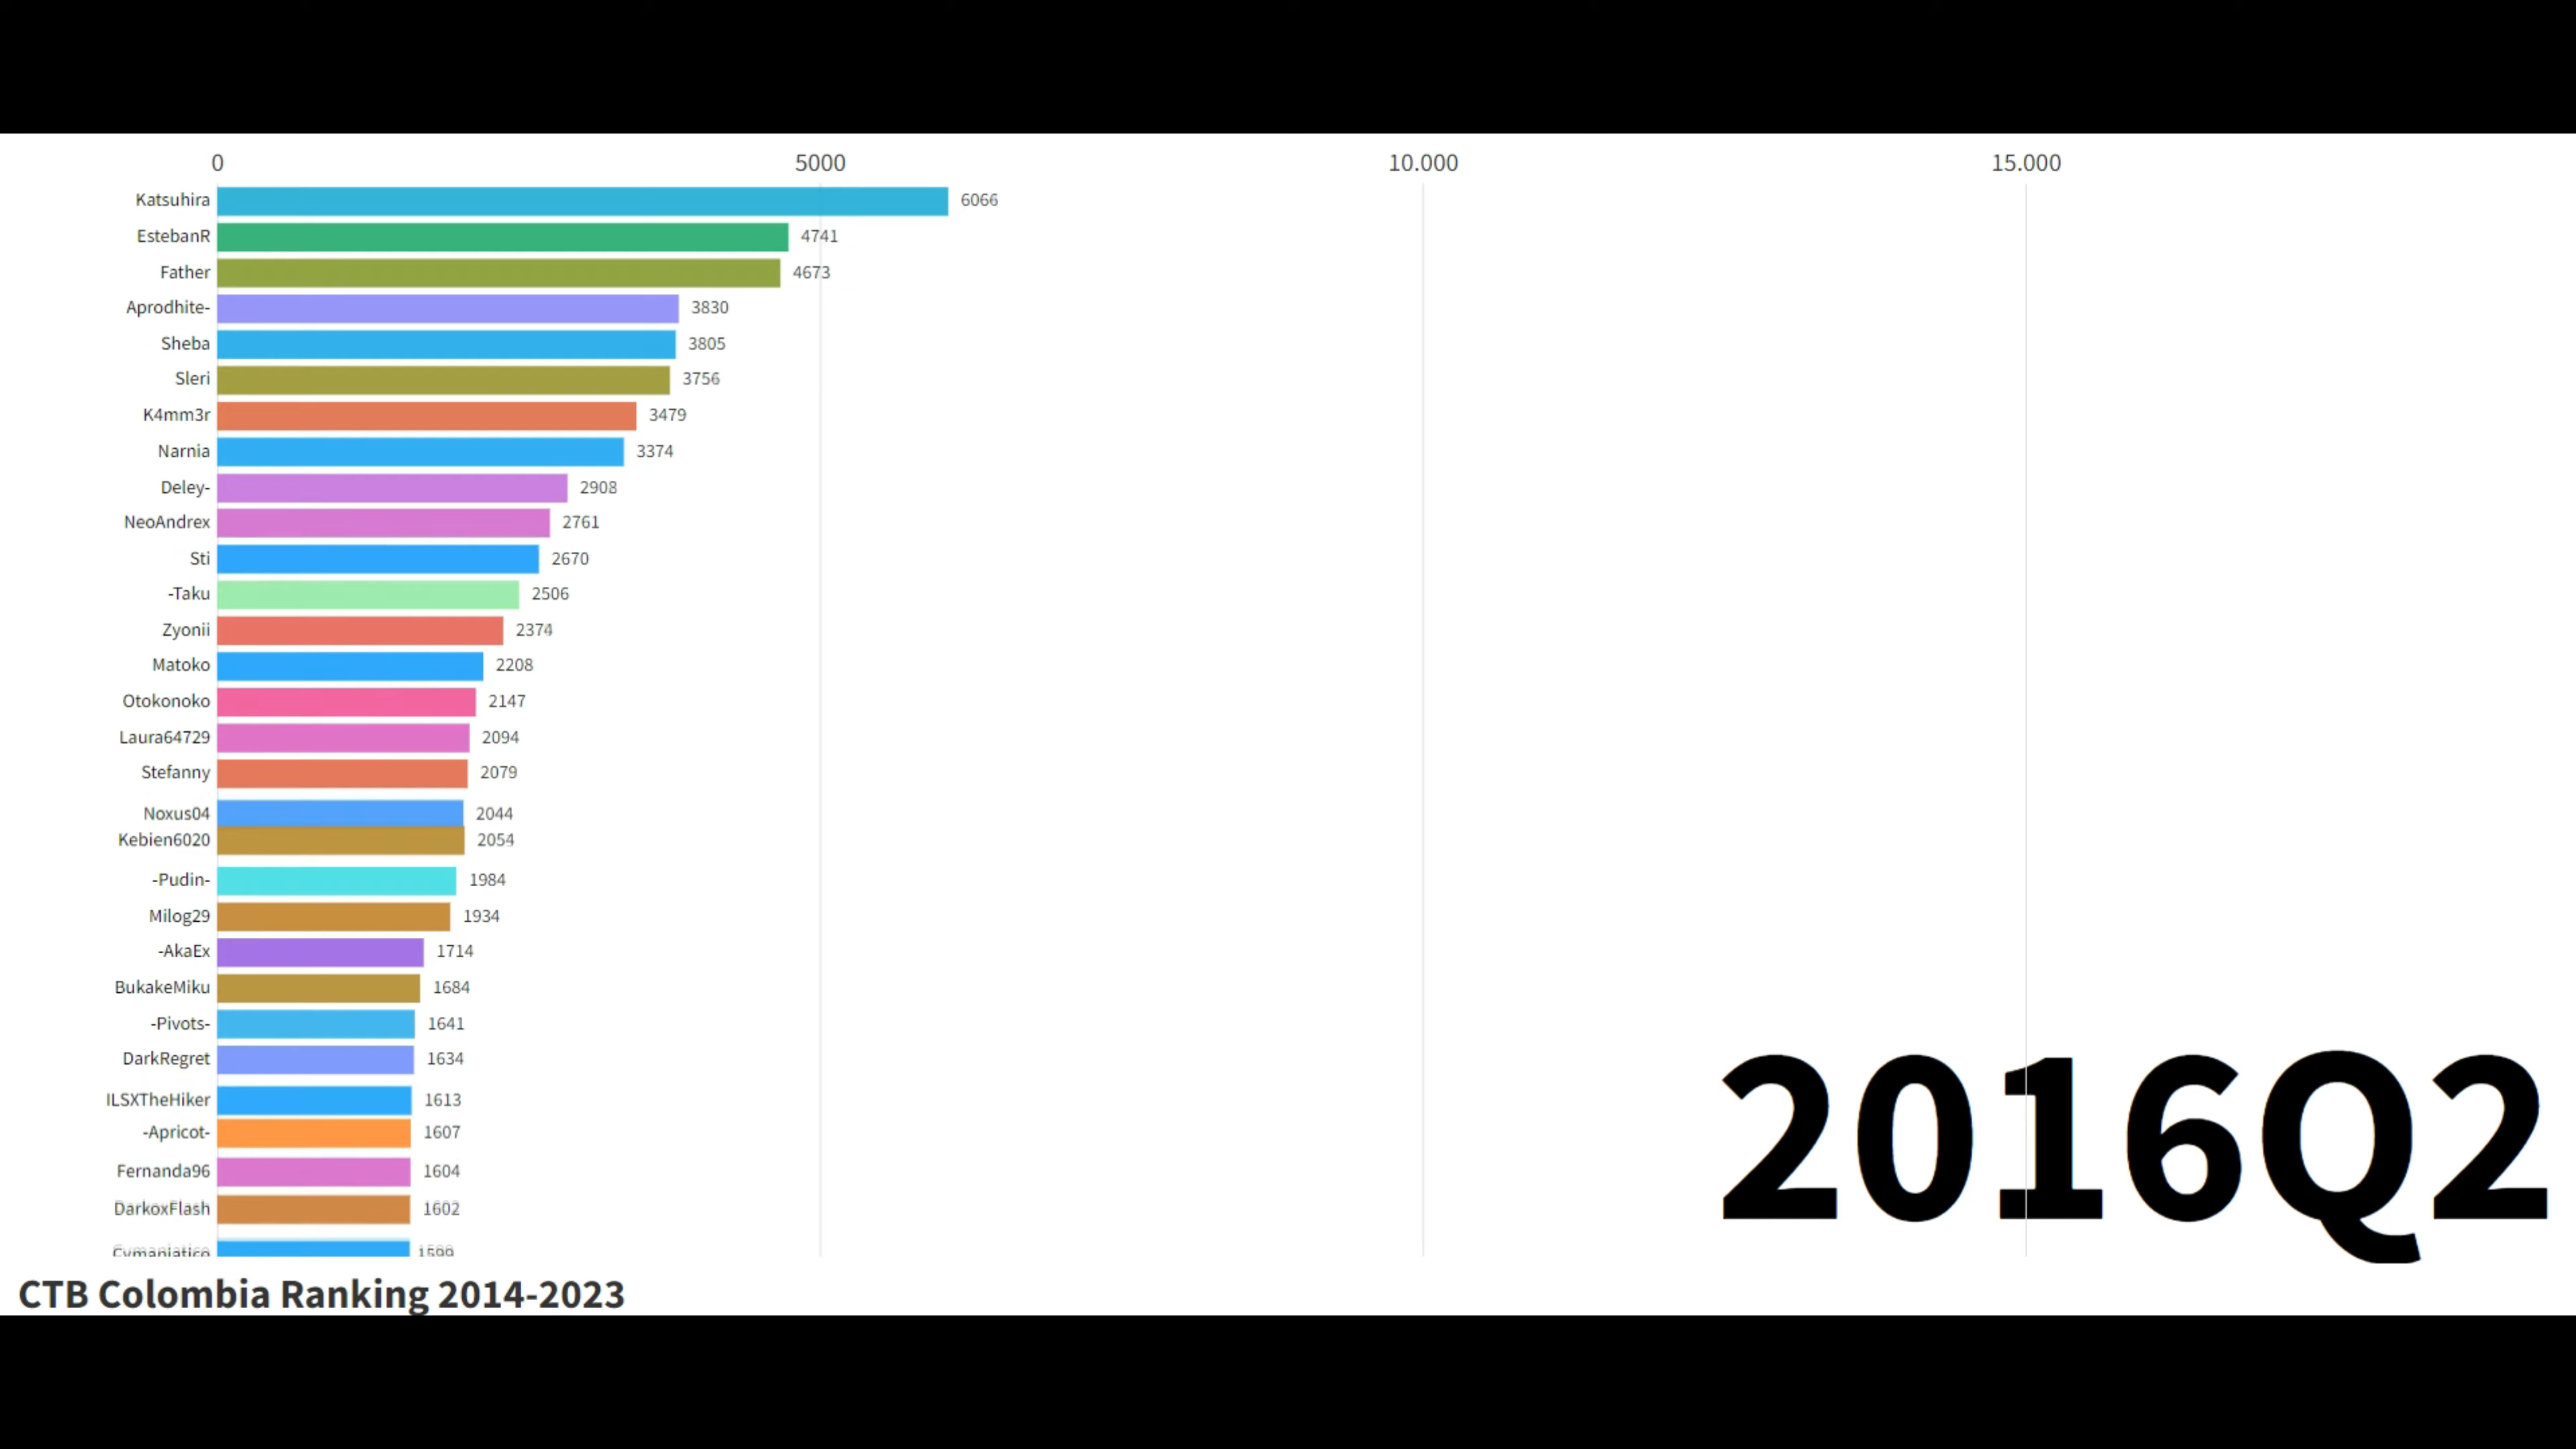 0 5000 10.000 15.000
Katsuhira 6066
EstebanR 4741
Father 4673
Aprodhite- 3830
Sheba 3805
Sleri 3756
K4mm3r 3479
Narnia 3374
Deley- 2908
NeoAndrex 2761
Sti 2670
-Taku 2506
Zyonii 2374
Matoko 2208
Otokonoko 2147
Laura64729 2094
Stefanny 2079
Noxus04 2044
Kebien6020 2054
-Pudin- 1984
Milog29 1934
-AkaEx 1714
BukakeMiku 1684
-Pivots- 1641
DarkRegret 1634
ILSXTheHiker 1613
-Apricot- 1607
Fernanda96 1604
DarkoxFlash 1602
1599
2016Q2
CTB Colombia Ranking 2014-2023